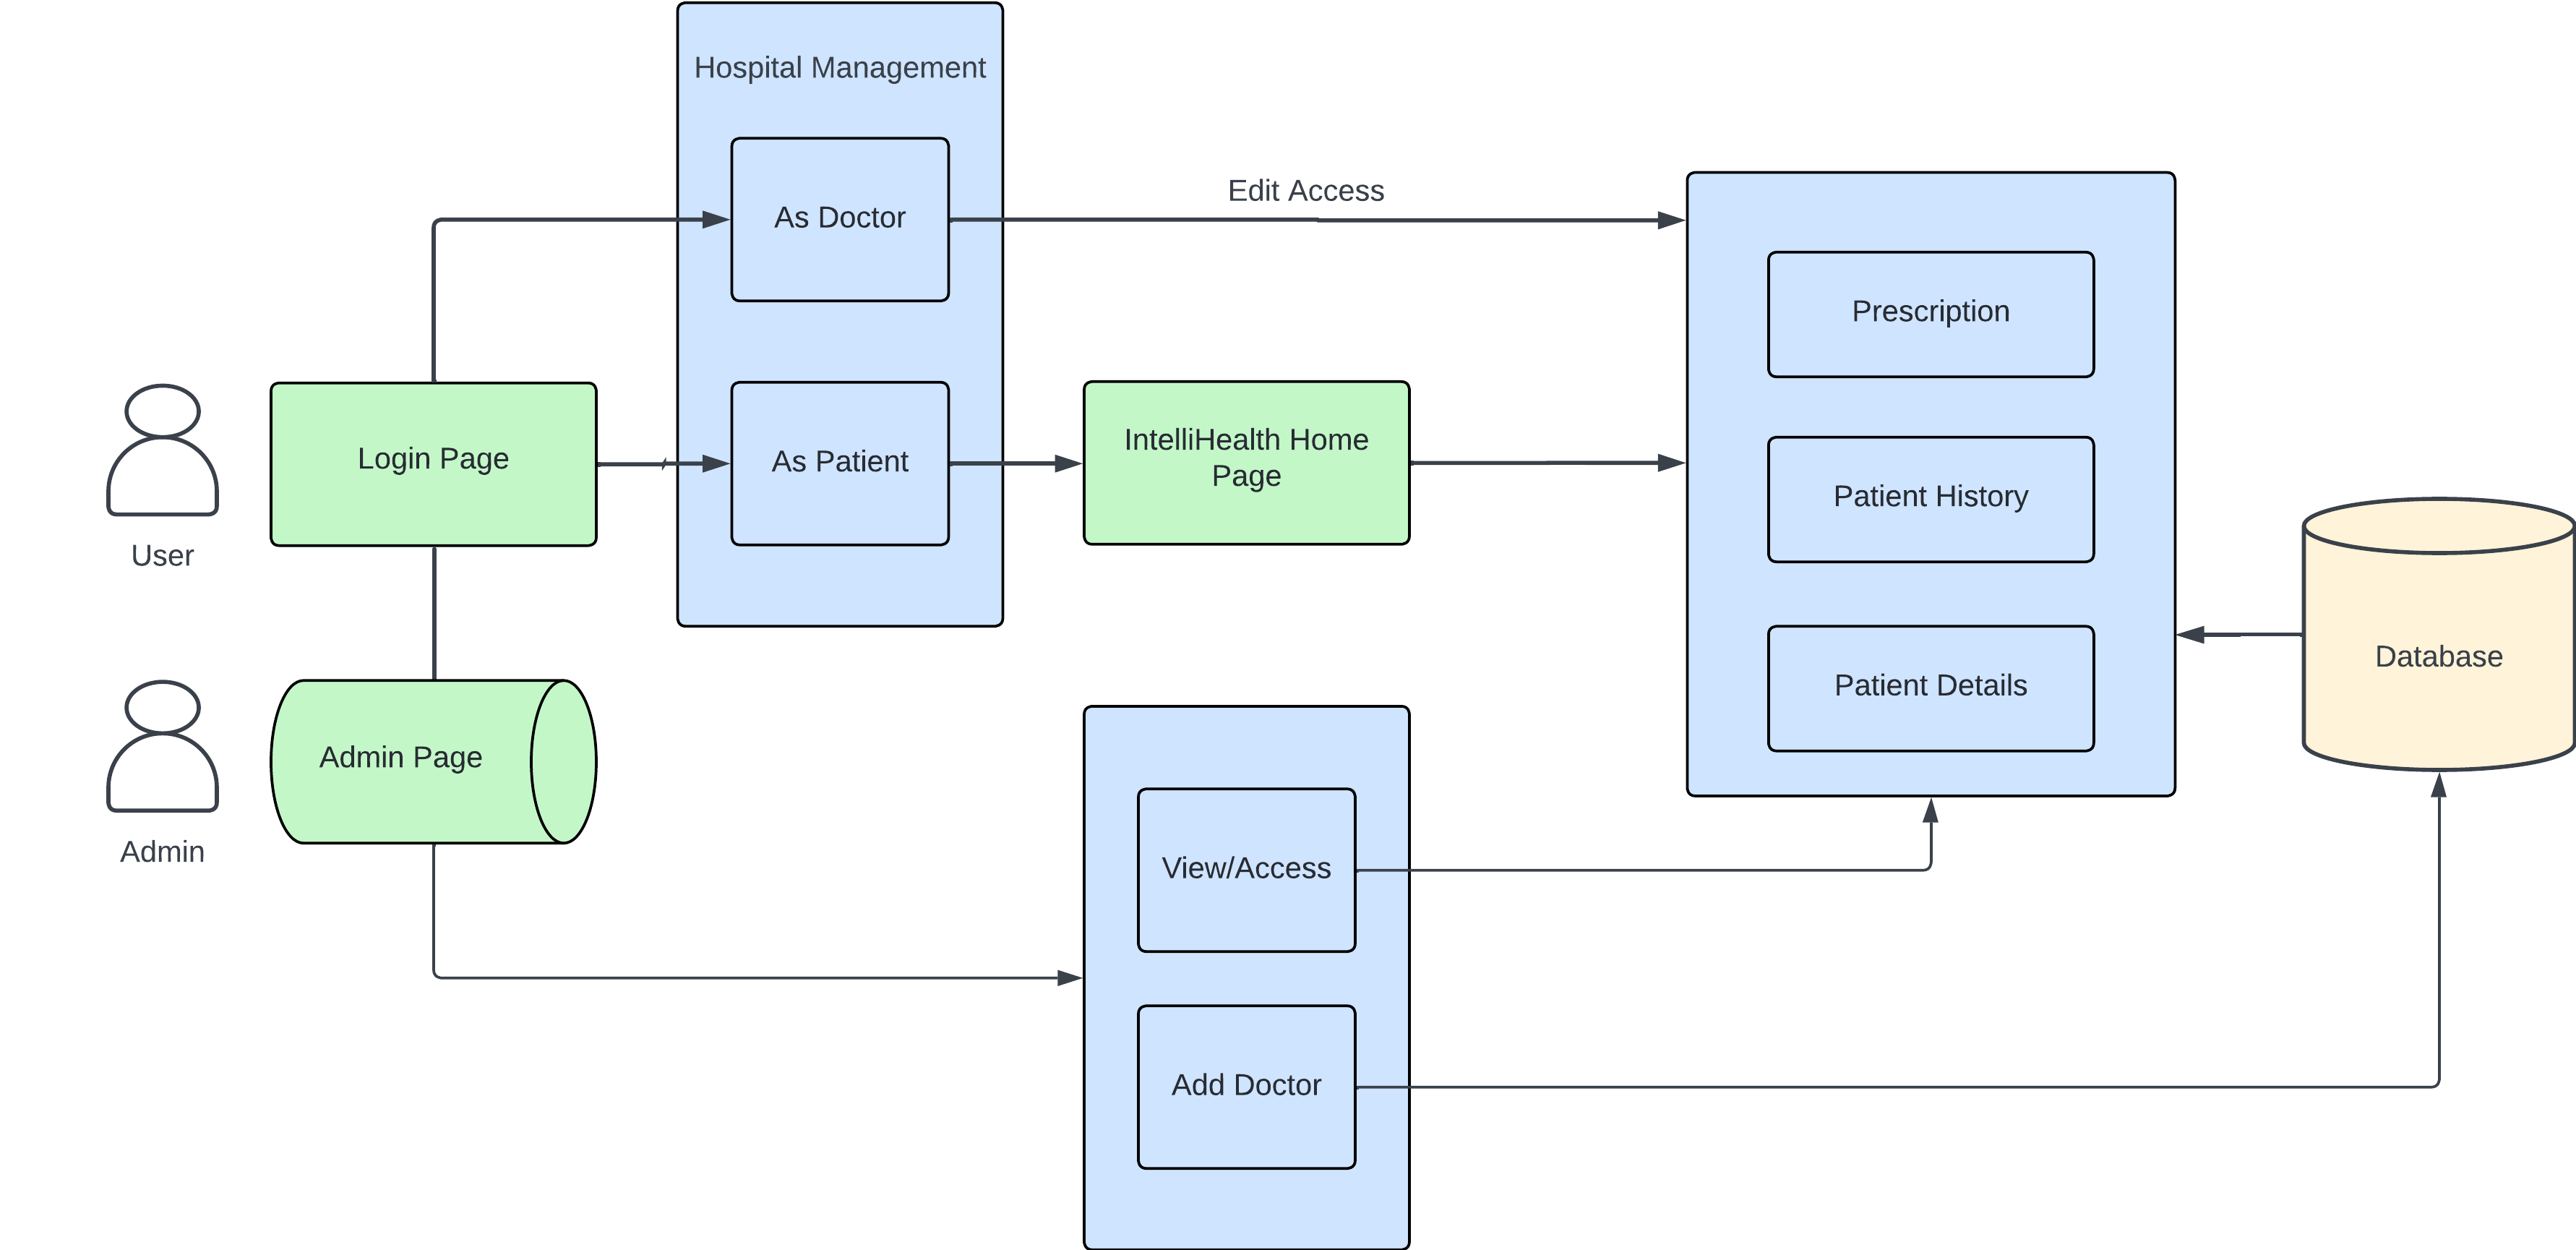 Hospital Management
As Doctor
Edit Access
Prescription
Login Page
As Patient
IntelliHealth Home
Page
Patient History
User
Database
Patient Details
Admin Page
Admin
View/Access
Add Doctor